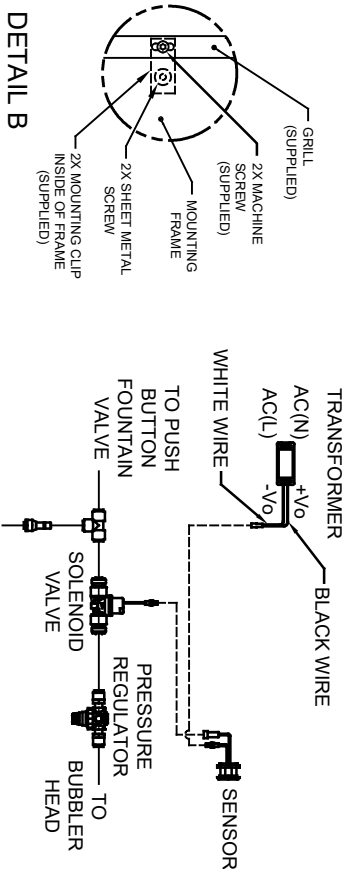 GRILL
(SUPPLIED)
2X MACHINE
SCREW
(SUPPLIED)
MOUNTING
FRAME
2X SHEET METAL
SCREW
2X MOUNTING CLIP
INSIDE OF FRAME
(SUPPLIED)
DETAIL B
TRANSFORMER
AC(N)
AC(L)
+Vo
-Vo
BLACK WIRE
WHITE WIRE
TO PUSH
BUTTON
FOUNTAIN
VALVE
SOLENOID
VALVE
PRESSURE
REGULATOR
TO
BUBBLER
HEAD
SENSOR